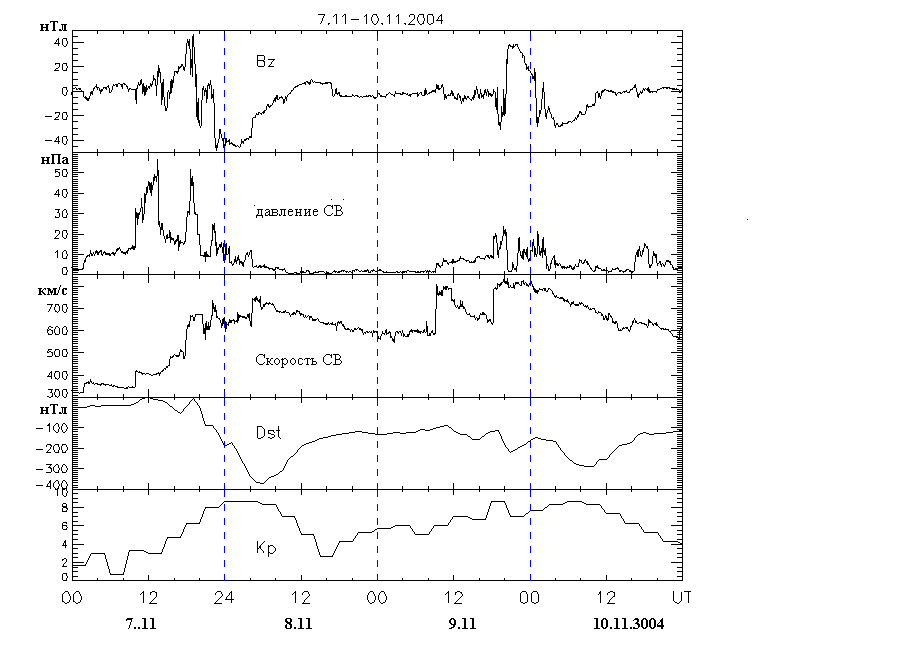 7.11–10.11.2004
нТл
40
20
0
−20
−40
Bz
нПа
50
40
30
20
10
0
давление СВ
км/с
700
600
500
400
300
Скорость СВ
нТл
−100
−200
−300
−400
Dst
10
8
6
4
2
0
Kp
00 12 24 12 00 12 00 12 UT
7..11 8.11 9.11 10.11.3004